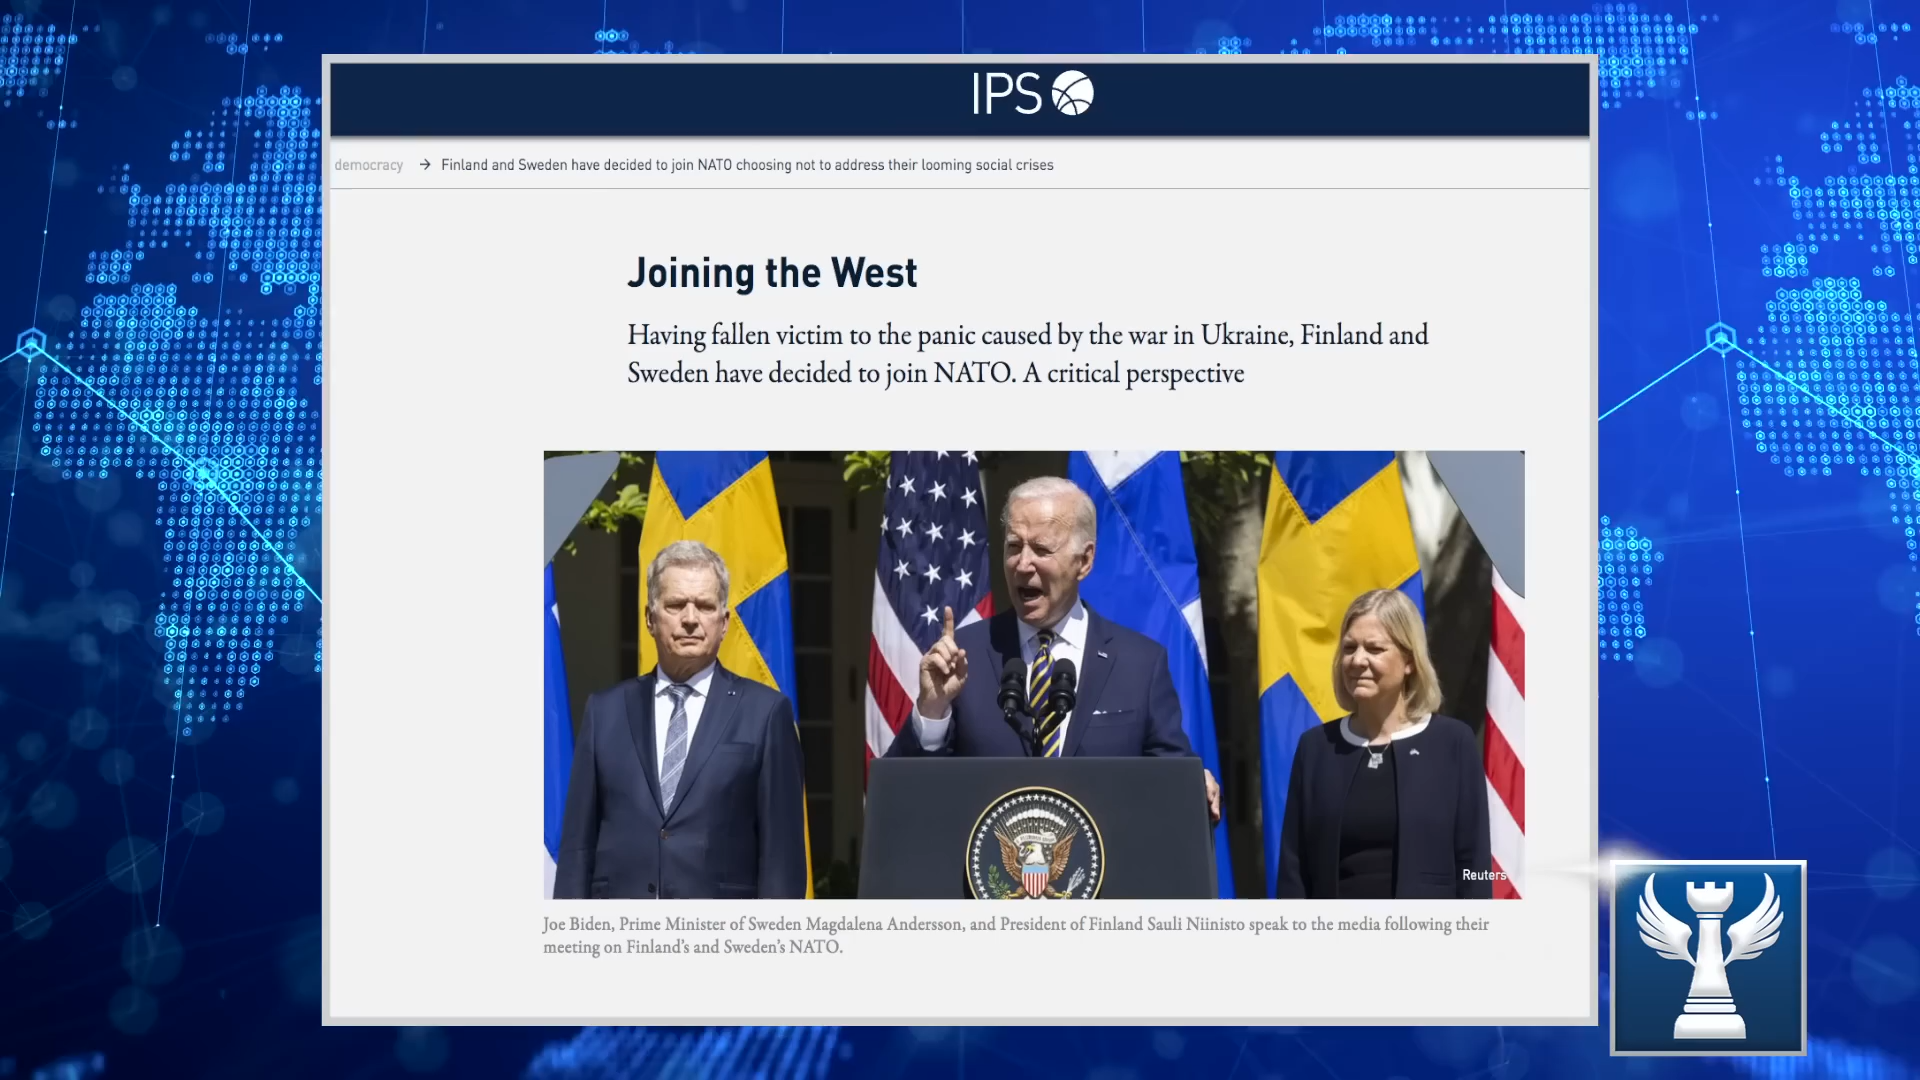 IPS
democracy → Finland and Sweden have decided to join NATO choosing not to address their looming social crises
Joining the West
Having fallen victim to the panic caused by the war in Ukraine, Finland and
Sweden have decided to join NATO. A critical perspective
Reuters
Joe Biden, Prime Minister of Sweden Magdalena Andersson, and President of Finland Sauli Niinisto speak to the media following their
meeting on Finland's and Sweden's NATO.